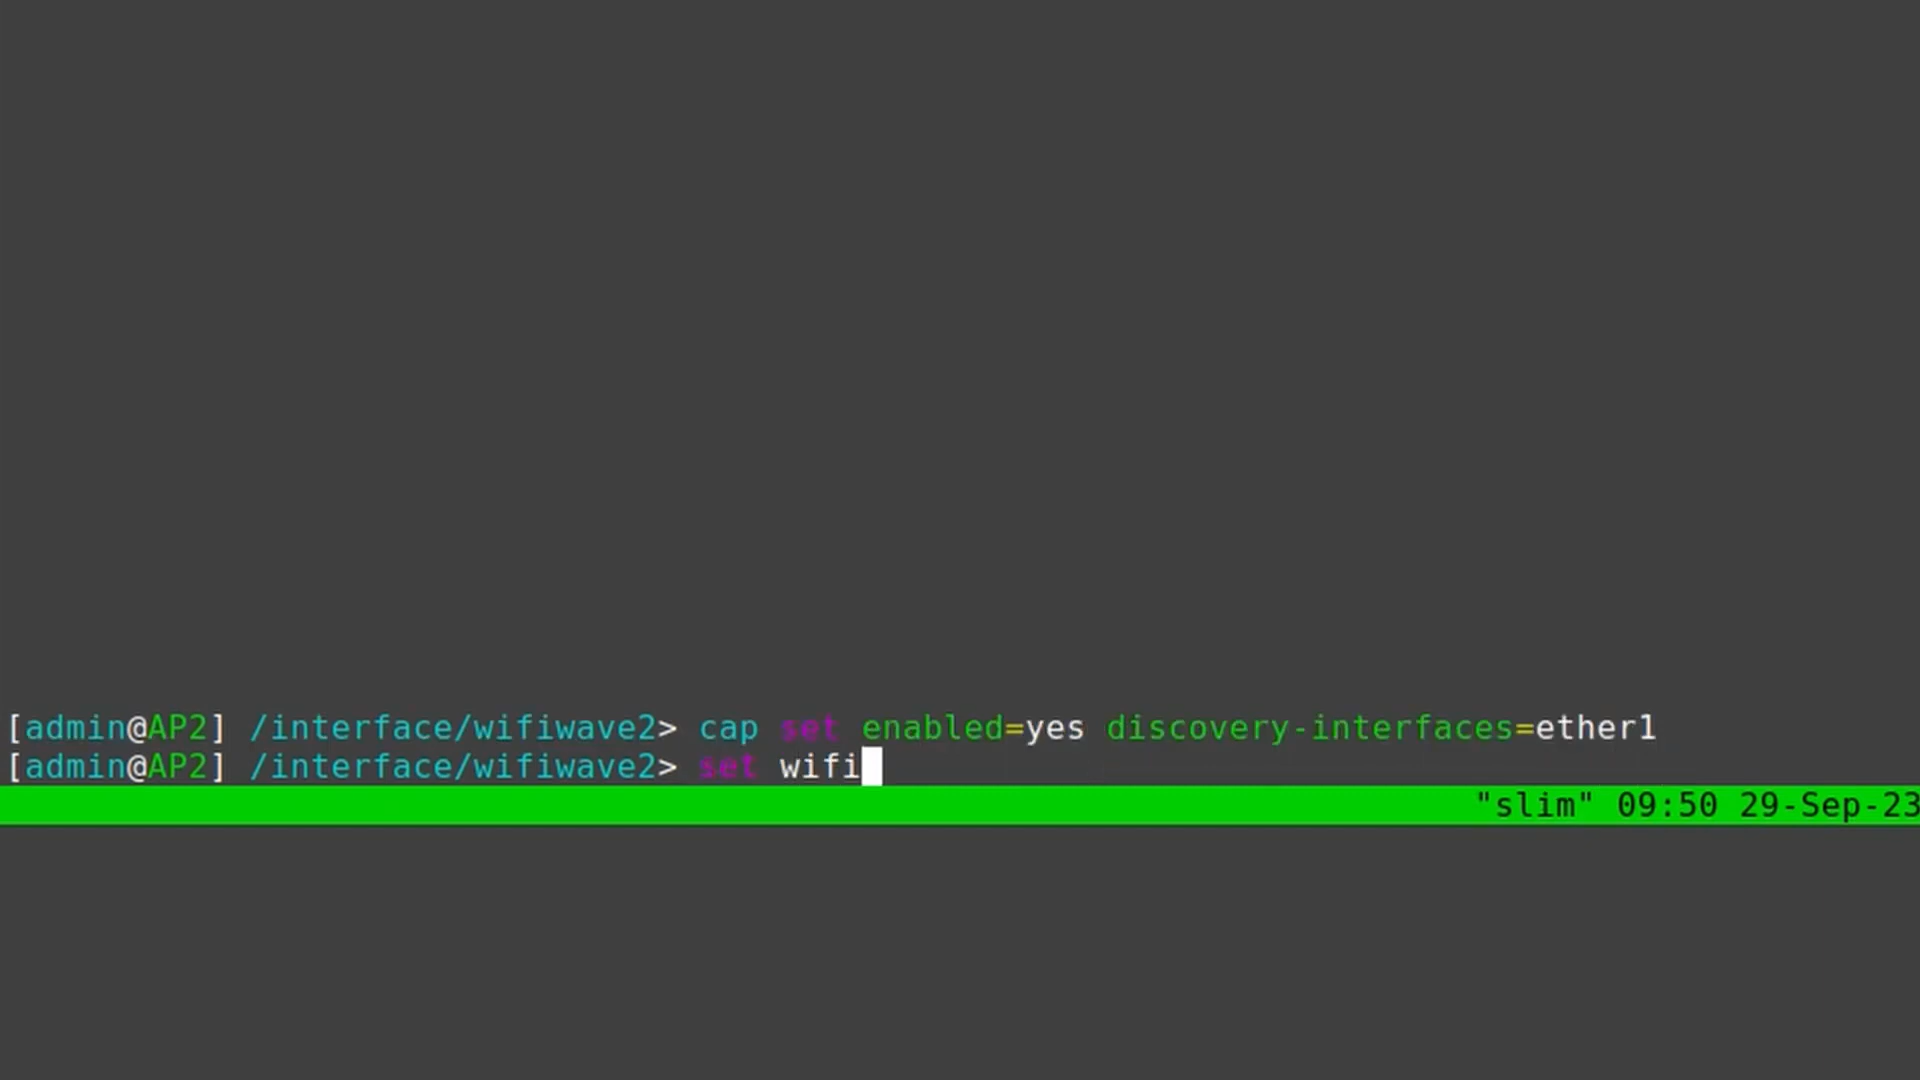 [admin@AP2] /interface/wifiwave2> cap set enabled=yes discovery-interfaces=ether1
[admin@AP2] /interface/wifiwave2> set wifi
"slim" 09:50 29-Sep-23